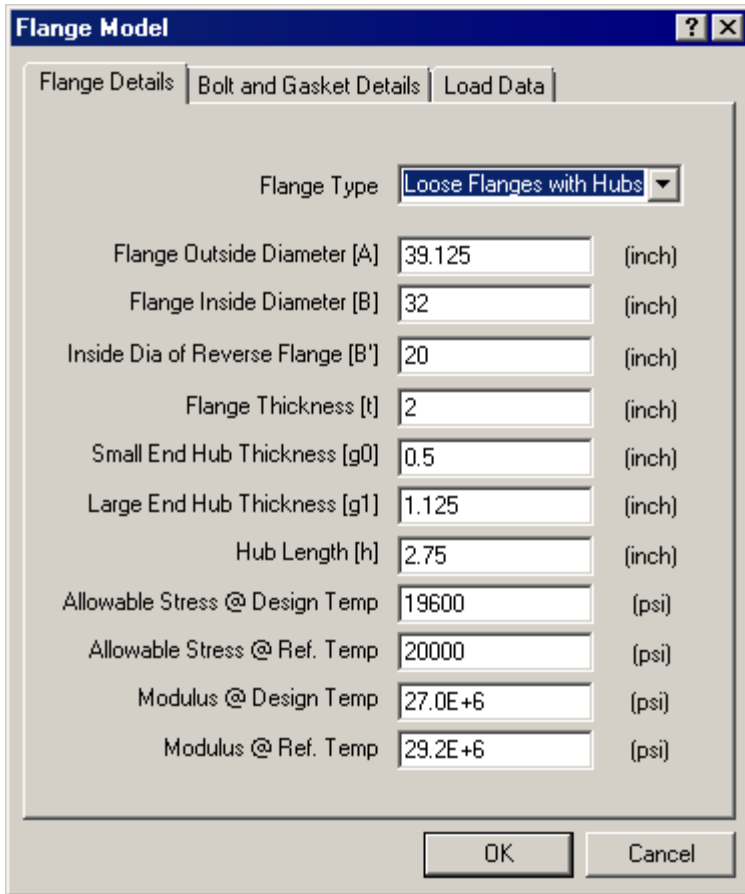 Flange Model
Flange Details Bolt and Gasket Details Load Data
Flange Type Loose Flanges with Hubs
Flange Outside Diameter [A] 39.125 (inch)
Flange Inside Diameter [B] 32 (inch)
Inside Dia of Reverse Flange [B'] 20 (inch)
Flange Thickness [t] 2 (inch)
Small End Hub Thickness [g0] 0.5 (inch)
Large End Hub Thickness [g1] 1.125 (inch)
Hub Length [h] 2.75 (inch)
Allowable Stress @ Design Temp 19600 (psi)
Allowable Stress @ Ref. Temp 20000 (psi)
Modulus @ Design Temp 27.0E+6 (psi)
Modulus @ Ref. Temp 29.2E+6 (psi)
OK Cancel